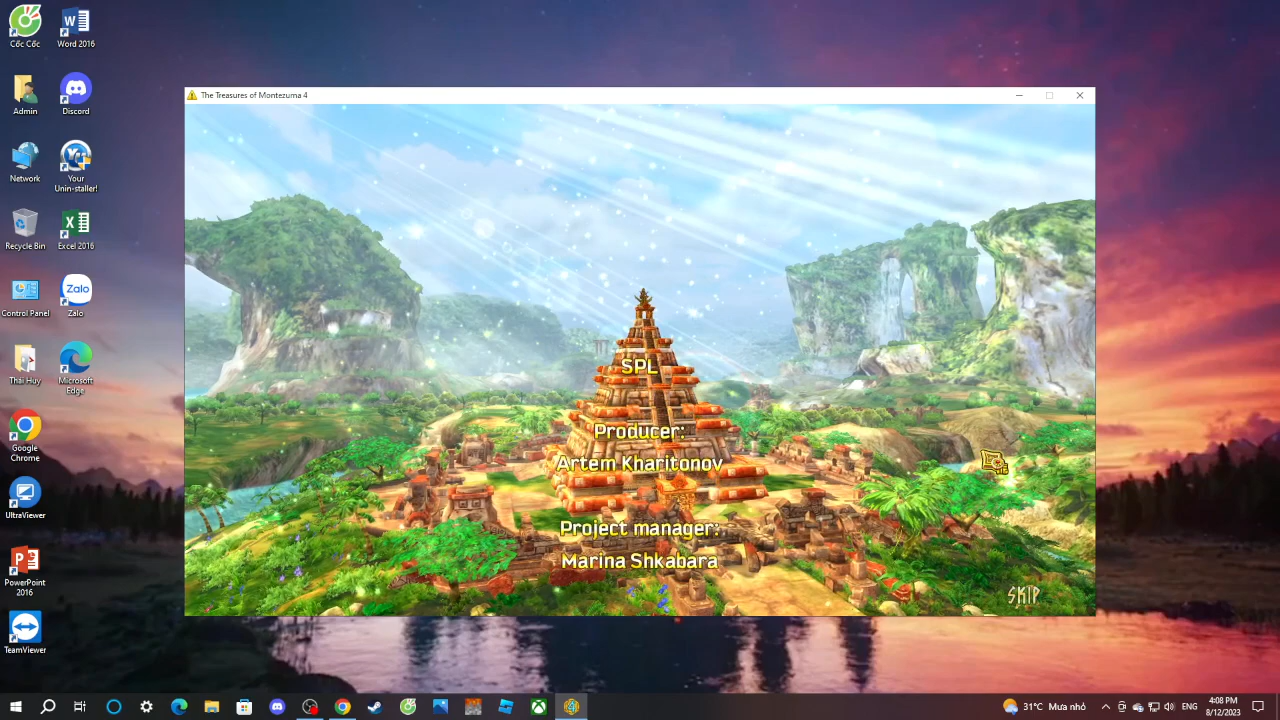 Cốc Cốc
Word 2016
Admin
Discord
Network
Your
Unin-staller!
Recycle Bin
Excel 2016
Control Panel
Zalo
Zalo
Thái Huy
Microsoft
Edge
Google
Chrome
UltraViewer
PowerPoint
2016
TeamViewer
The Treasures of Montezuma 4
SPL
Producer:
Artem Kharitonov
Project manager:
Marina Shkabara
SKIP
31°C Mưa nhỏ
ENG
4:08 PM
8/12/2023